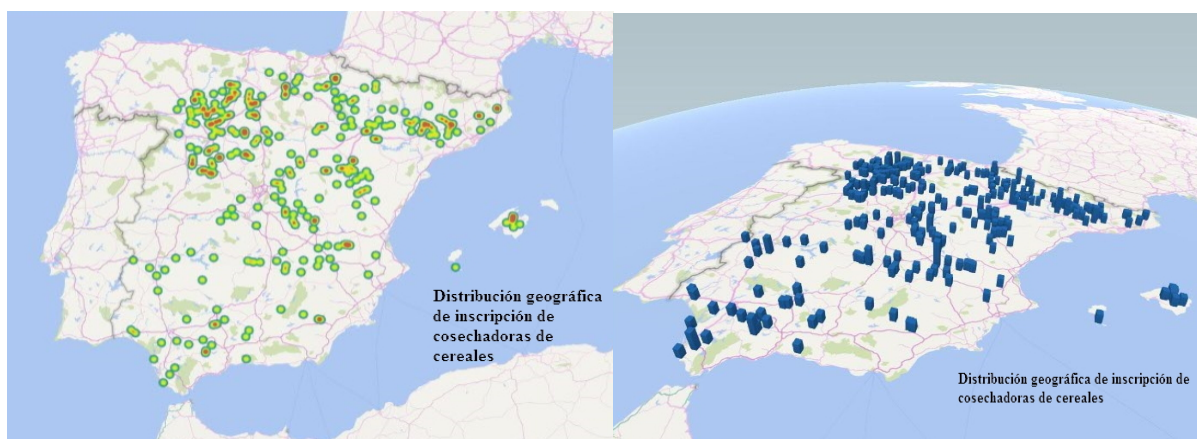 Distribución geográfica
de inscripción de
cosechadoras de
cereales
Distribución geográfica de inscripción de
cosechadoras de cereales